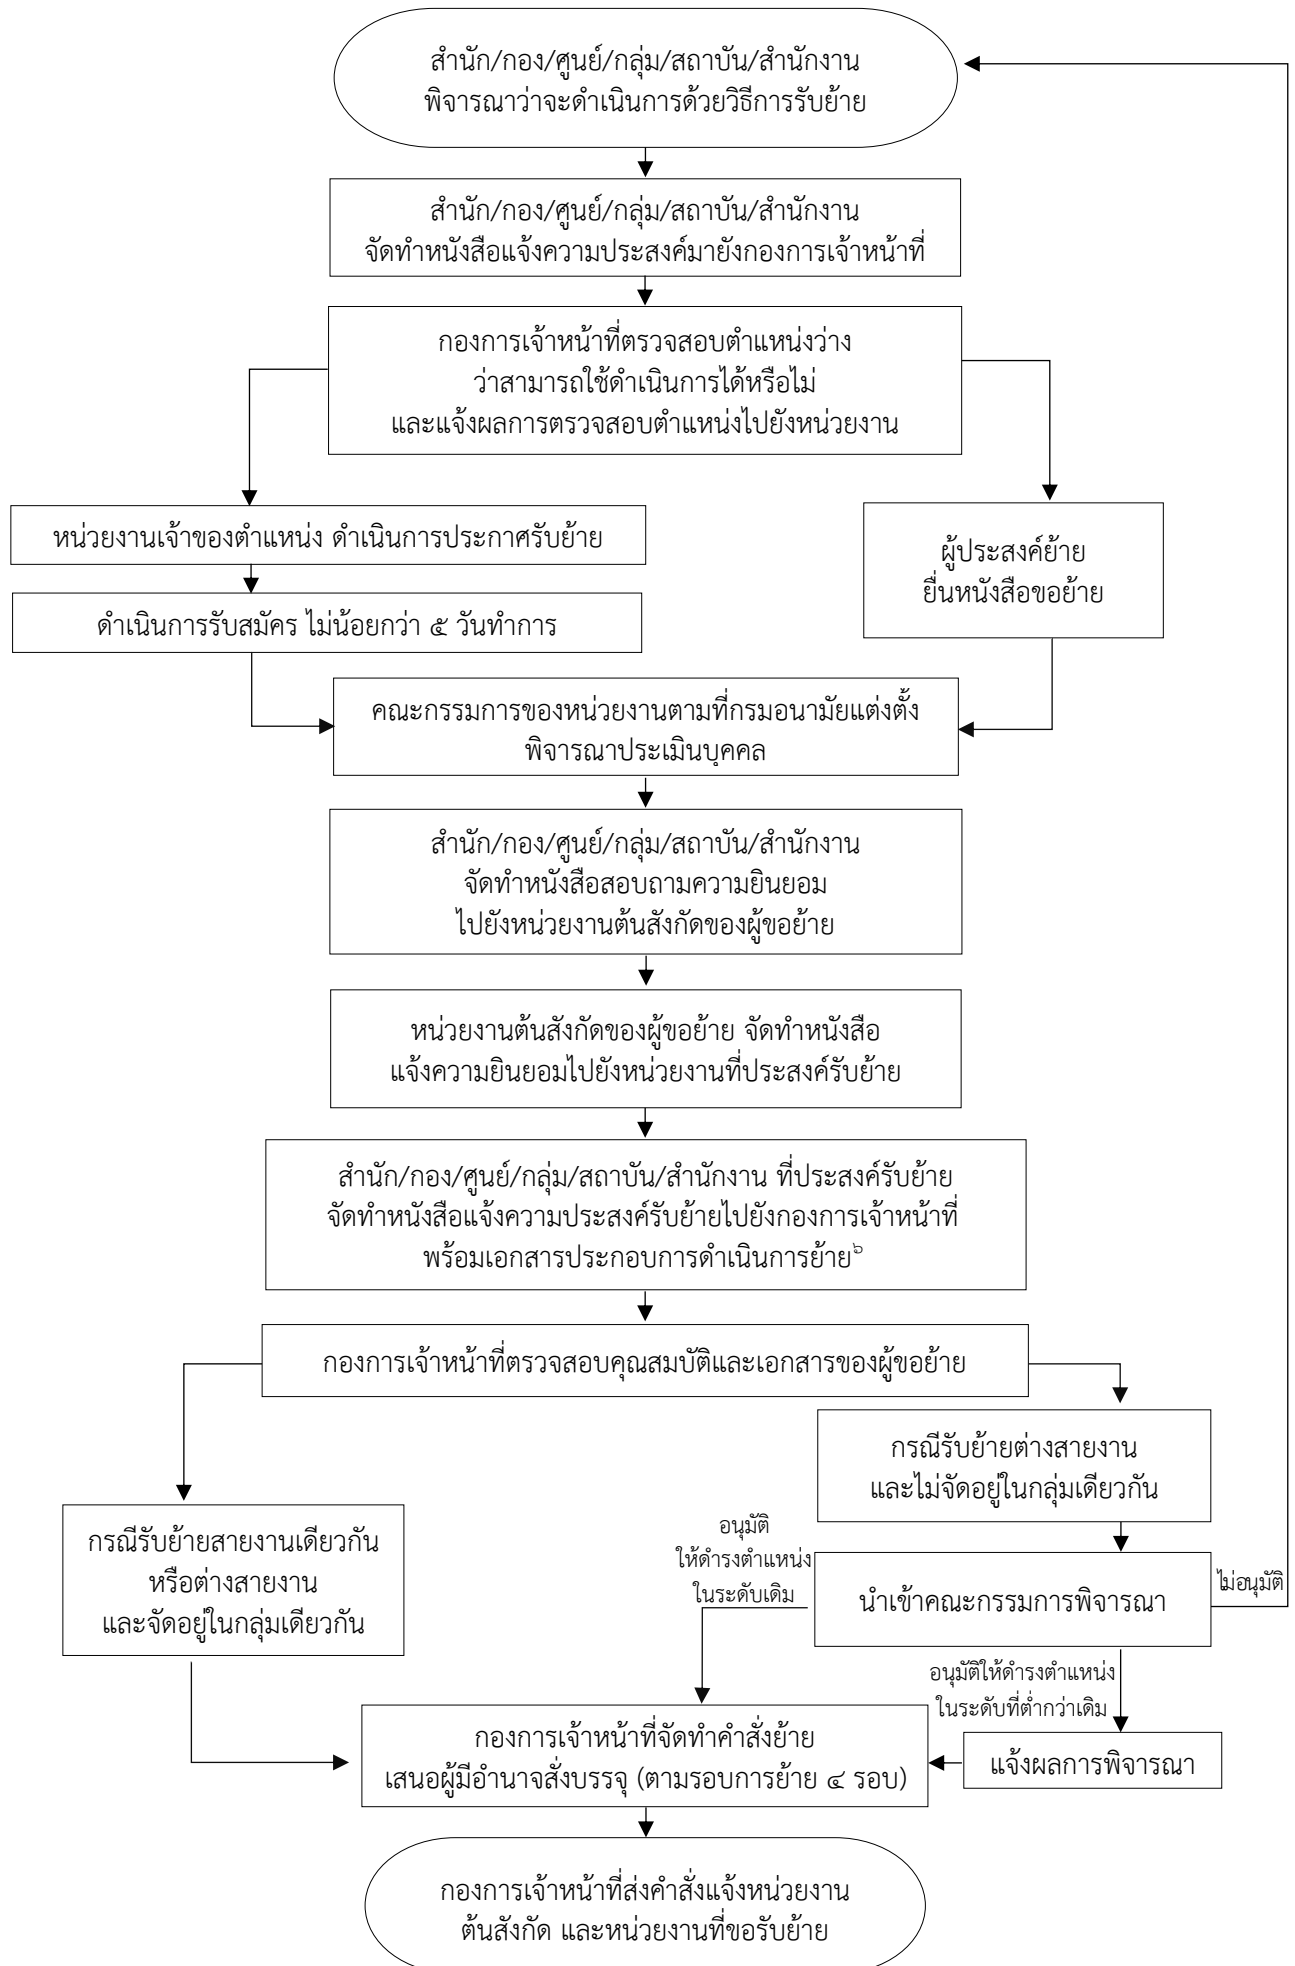 สำนัก/กอง/ศูนย์/กลุ่ม/สถาบัน/สำนักงาน
พิจารณาว่าจะดำเนินการด้วยวิธีการรับย้าย
สำนัก/กอง/ศูนย์/กลุ่ม/สถาบัน/สำนักงาน
จัดทำหนังสือแจ้งความประสงค์มายังกองการเจ้าหน้าที่
กองการเจ้าหน้าที่ตรวจสอบตำแหน่งว่าง
ว่าสามารถใช้ดำเนินการได้หรือไม่
และแจ้งผลการตรวจสอบตำแหน่งไปยังหน่วยงาน
หน่วยงานเจ้าของตำแหน่ง ดำเนินการประกาศรับย้าย
ดำเนินการรับสมัคร ไม่น้อยกว่า ๕ วันทำการ
ผู้ประสงค์ย้าย
ยื่นหนังสือขอย้าย
คณะกรรมการของหน่วยงานตามที่กรมอนามัยแต่งตั้ง
พิจารณาประเมินบุคคล
สำนัก/กอง/ศูนย์/กลุ่ม/สถาบัน/สำนักงาน
จัดทำหนังสือสอบถามความยินยอม
ไปยังหน่วยงานต้นสังกัดของผู้ขอย้าย
หน่วยงานต้นสังกัดของผู้ขอย้าย จัดทำหนังสือ
แจ้งความยินยอมไปยังหน่วยงานที่ประสงค์รับย้าย
สำนัก/กอง/ศูนย์/กลุ่ม/สถาบัน/สำนักงาน ที่ประสงค์รับย้าย
จัดทำหนังสือแจ้งความประสงค์รับย้ายไปยังกองการเจ้าหน้าที่
พร้อมเอกสารประกอบการดำเนินการย้าย๖
กองการเจ้าหน้าที่ตรวจสอบคุณสมบัติและเอกสารของผู้ขอย้าย
กรณีรับย้ายต่างสายงาน
และไม่จัดอยู่ในกลุ่มเดียวกัน
กรณีรับย้ายสายงานเดียวกัน
หรือต่างสายงาน
และจัดอยู่ในกลุ่มเดียวกัน
อนุมัติ
ให้ดำรงตำแหน่ง
ในระดับเดิม
นำเข้าคณะกรรมการพิจารณา
ไม่อนุมัติ
อนุมัติให้ดำรงตำแหน่ง
ในระดับที่ต่ำกว่าเดิม
แจ้งผลการพิจารณา
กองการเจ้าหน้าที่จัดทำคำสั่งย้าย
เสนอผู้มีอำนาจสั่งบรรจุ (ตามรอบการย้าย ๔ รอบ)
กองการเจ้าหน้าที่ส่งคำสั่งแจ้งหน่วยงาน
ต้นสังกัด และหน่วยงานที่ขอรับย้าย